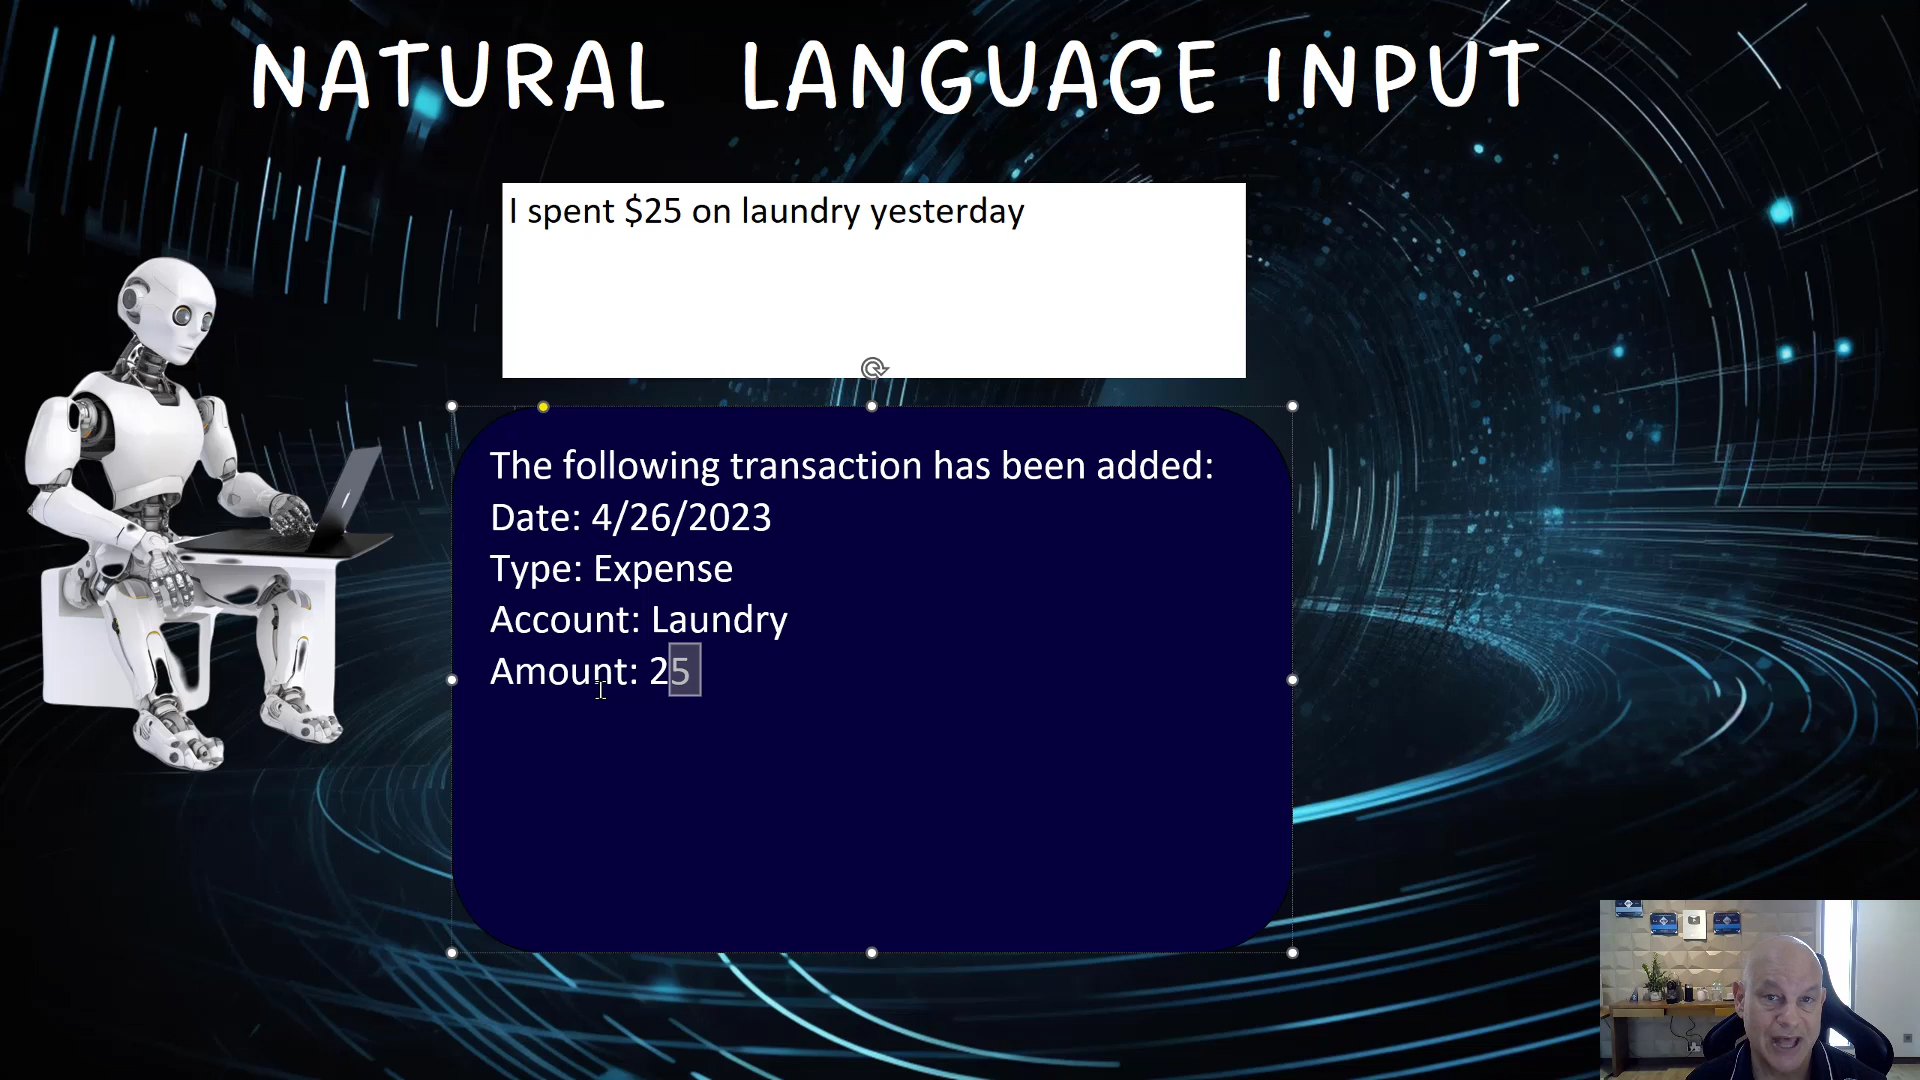 NATURAL LANGUAGE INPUT
I spent $25 on laundry yesterday
The following transaction has been added:
Date: 4/26/2023
Type: Expense
Account: Laundry
Amount: 25